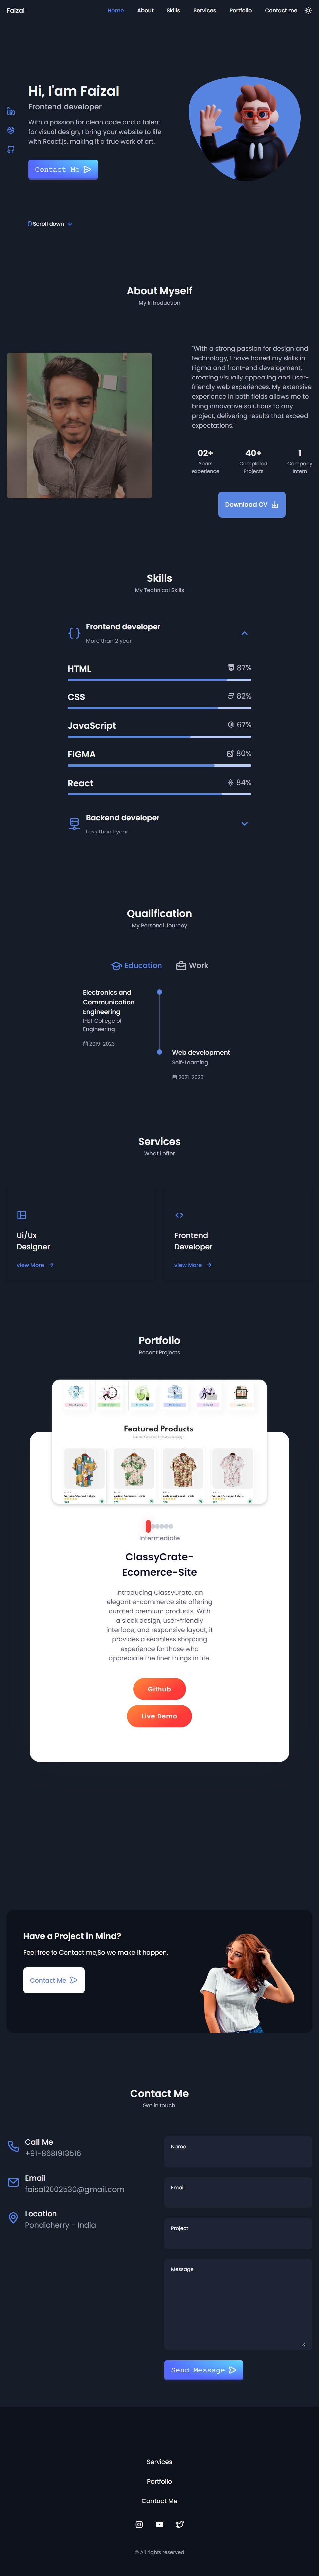 Faizal
Home About Skills Services Portfolio Contact me
Hi, I'am Faizal
Frontend developer
With a passion for clean code and a talent
for visual design, I bring your website to life
with React.js, making it a true work of art.
Contact Me
Scroll down
About Myself
My Introduction
"With a strong passion for design and
technology, I have honed my skills in
Figma and front-end development,
creating visually appealing and user-
friendly web experiences. My extensive
experience in both fields allows me to
bring innovative solutions to any
project, delivering results that exceed
expectations."
02+ 40+ 1
Years Completed Company
experience Projects Intern
Download CV
Skills
My Technical Skills
Frontend developer
More than 2 year
HTML 87%
CSS 82%
JavaScript 67%
FIGMA 80%
React 84%
Backend developer
Less than 1 year
Qualification
My Personal Journey
Education Work
Electronics and
Communication
Engineering
IFET College of
Engineering
2019-2023
Web development
Self-Learning
2021-2023
Services
What i offer
Ui/Ux
Designer
view More
Frontend
Developer
view More
Portfolio
Recent Projects
Featured Products
Intermediate
ClassyCrate-
Ecomerce-Site
Introducing ClassyCrate, an
elegant e-commerce site offering
curated premium products. With
a sleek design, user-friendly
interface, and responsive layout, it
provides a seamless shopping
experience for those who
appreciate the finer things in life.
Github
Live Demo
Have a Project in Mind?
Feel free to Contact me,So we make it happen.
Contact Me
Contact Me
Get in touch.
Call Me
+91-8681913516
Email
faisal2002530@gmail.com
Location
Pondicherry - India
Name
Email
Project
Message
Send Message
Services
Portfolio
Contact Me
© All rights reserved